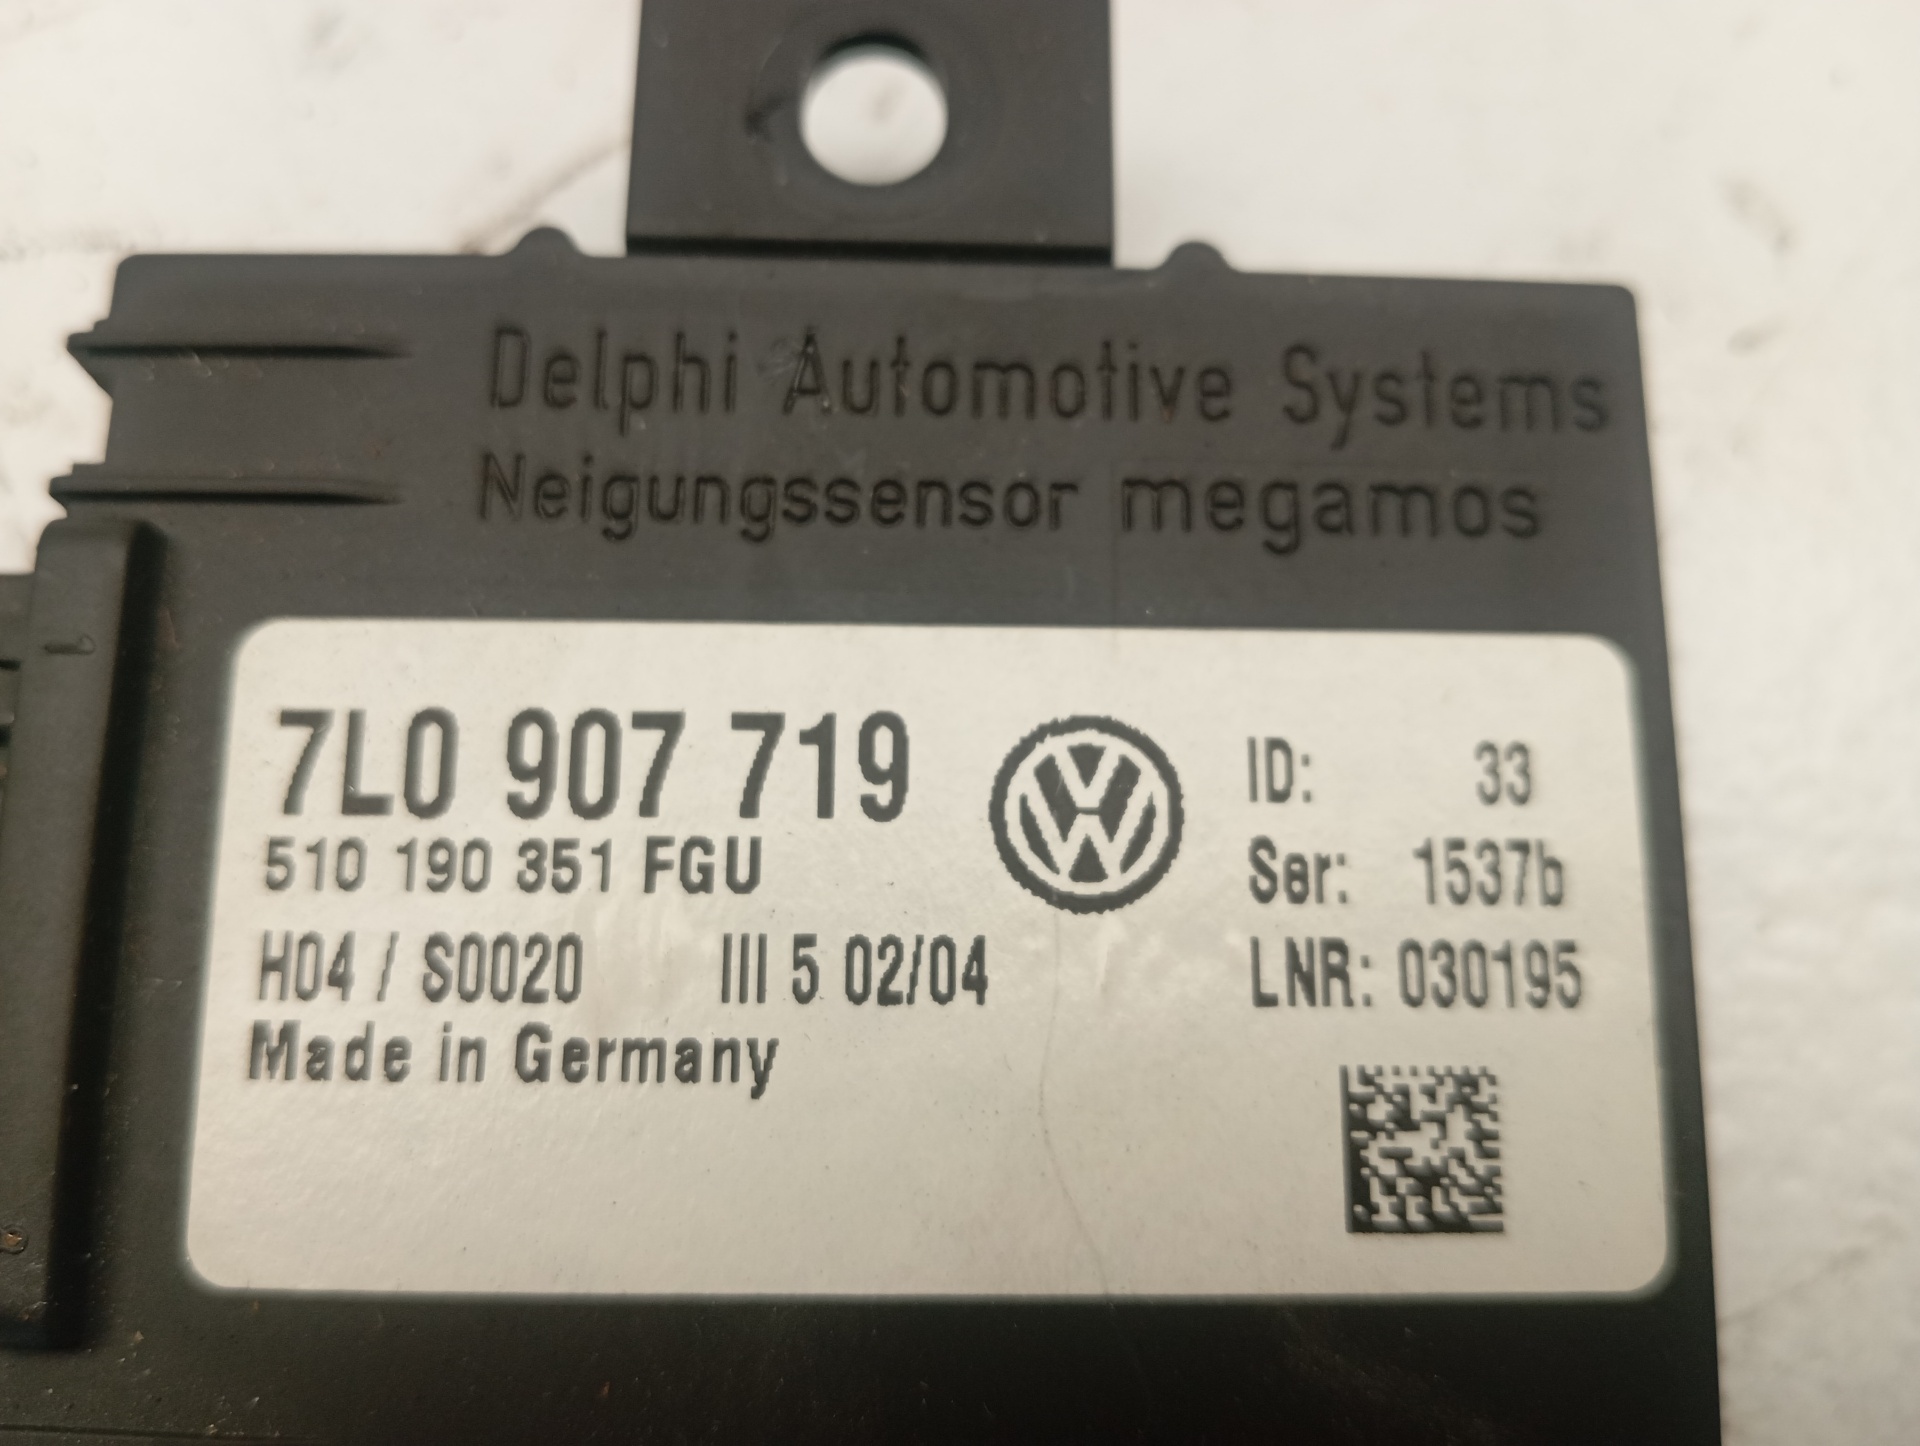 Delphi Automotive Systems
Neigungssensor megamos
7L0 907 719
510 190 351 FGU
H04 / S0020 III 5 02/04
Made in Germany
ID: 33
Ser: 1537b
LNR: 030195